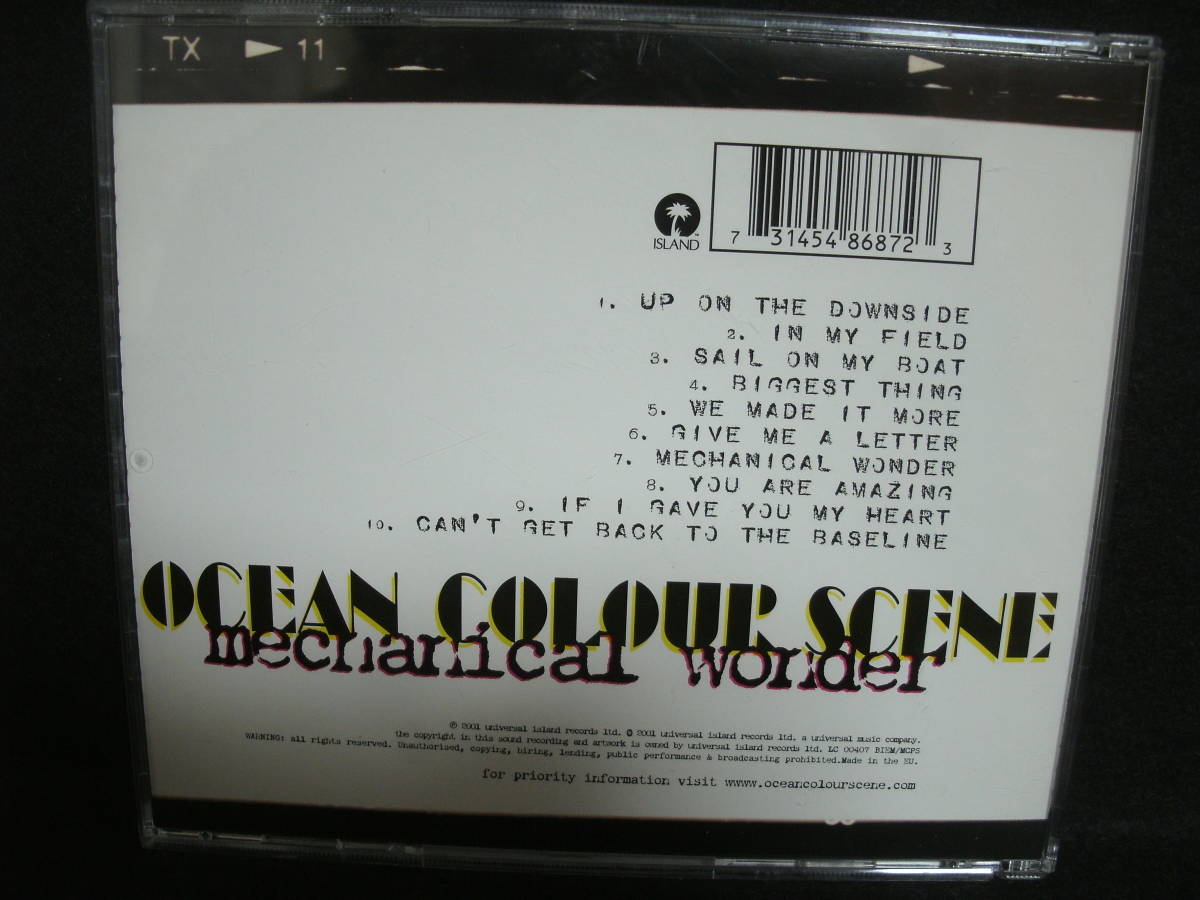 TX 11
ISLAND
7 31454 86872 3
1. UP ON THE DOWNSIDE
2. IN MY FIELD
3. SAIL ON MY BOAT
4. BIGGEST THING
5. WE MADE IT MORE
6. GIVE ME A LETTER
7. MECHANICAL WONDER
8. YOU ARE AMAZING
9. IF I GAVE YOU MY HEART
10. CAN'T GET BACK TO THE BASELINE
OCEAN COLOUR SCENE
mechanical wonder
℗ 2001 universal island records ltd. © 2001 universal island records ltd. a universal music company.
the copyright in this sound recording and artwork is owned by universal island records ltd. LC 00407 BIEM/MCPS
WARNING: all rights reserved. Unauthorised, copying, hiring, lending, public performance & broadcasting prohibited.Made in the EU.
for priority information visit www.oceancolourscene.com